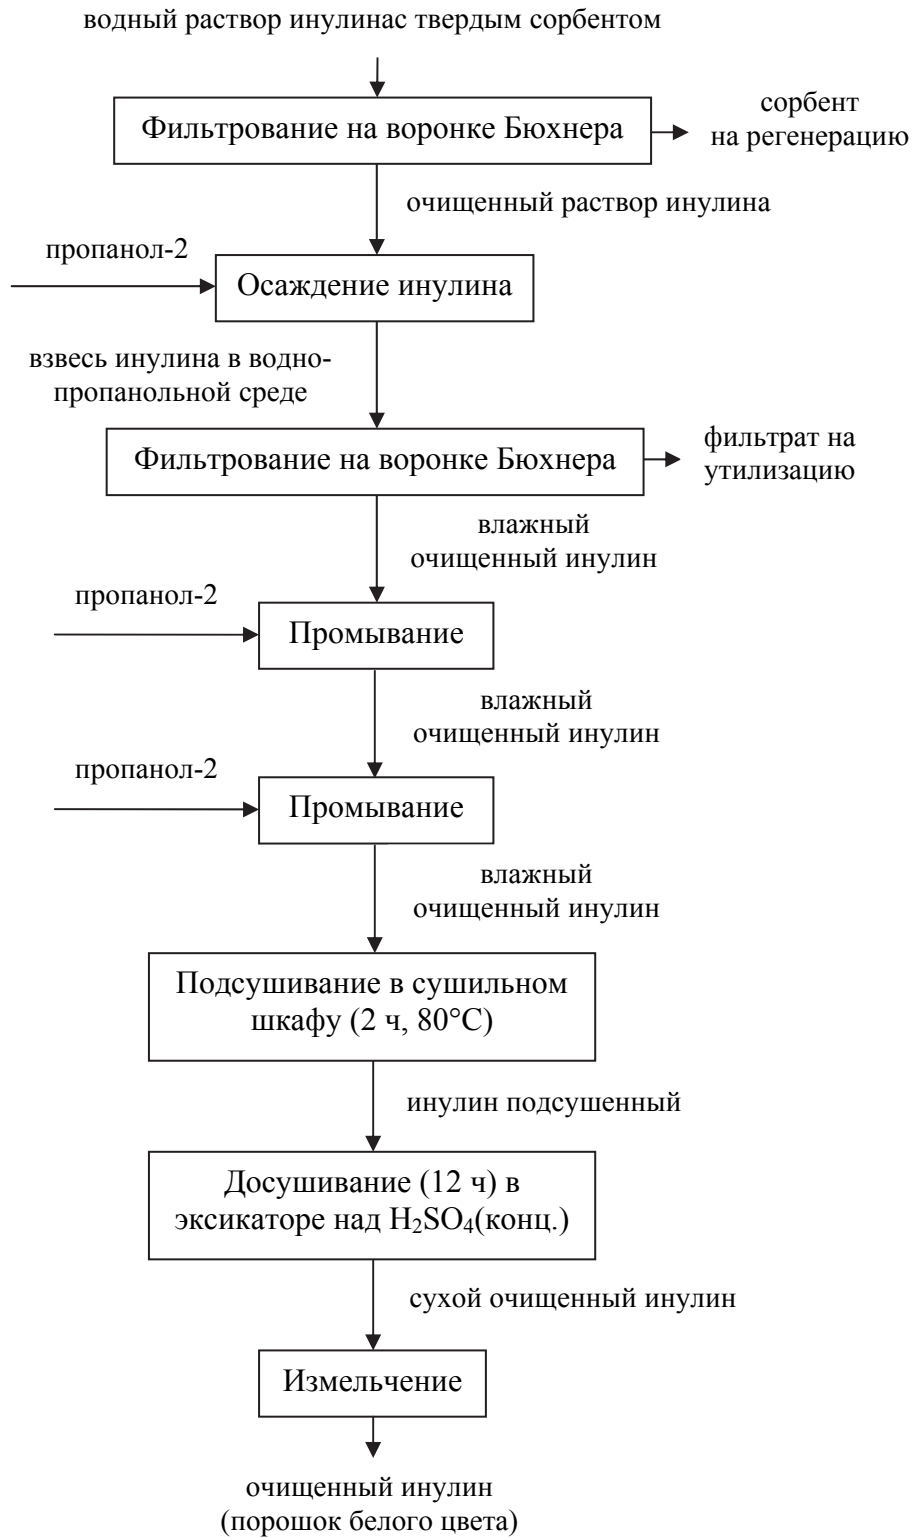 водный раствор инулинас твердым сорбентом
Фильтрование на воронке Бюхнера
сорбент
на регенерацию
очищенный раствор инулина
пропанол-2
Осаждение инулина
взвесь инулина в водно-
пропанольной среде
Фильтрование на воронке Бюхнера
фильтрат на
утилизацию
влажный
очищенный инулин
пропанол-2
Промывание
влажный
очищенный инулин
пропанол-2
Промывание
влажный
очищенный инулин
Подсушивание в сушильном
шкафу (2 ч, 80°С)
инулин подсушенный
Досушивание (12 ч) в
эксикаторе над H₂SO₄(конц.)
сухой очищенный инулин
Измельчение
очищенный инулин
(порошок белого цвета)